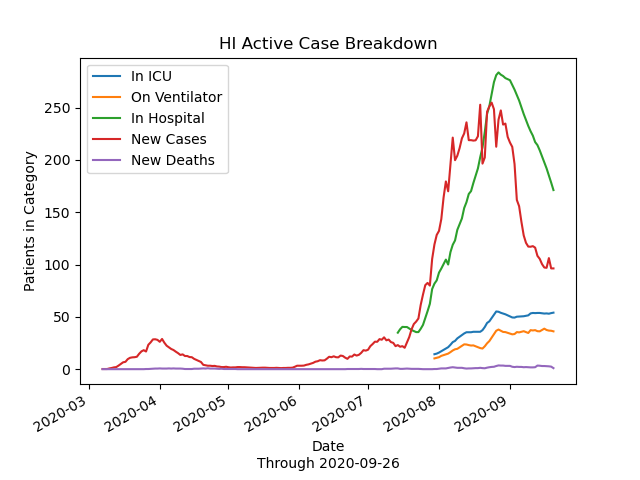 HI Active Case Breakdown
In ICU
On Ventilator
In Hospital
New Cases
New Deaths
Patients in Category
250
200
150
100
50
0
2020-03
2020-04
2020-05
2020-06
2020-07
2020-08
2020-09
Date
Through 2020-09-26